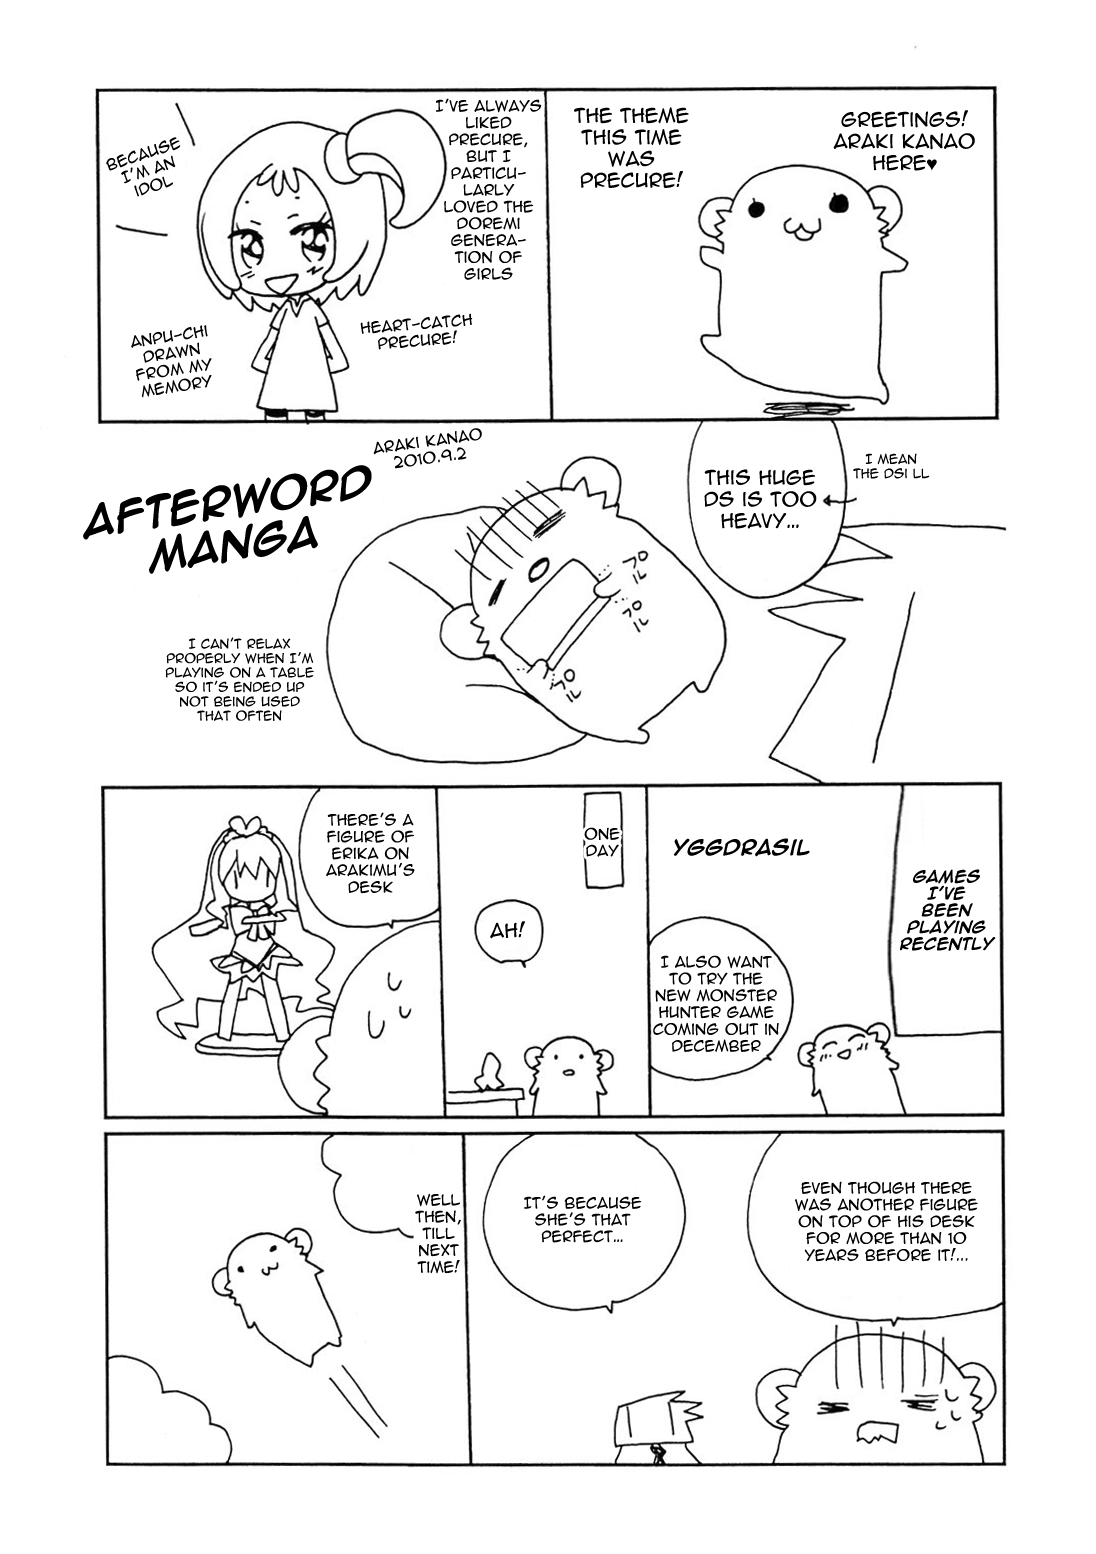 GREETINGS!
ARAKI KANAO
HERE♥
THE THEME
THIS TIME
WAS
PRECURE!
I'VE ALWAYS
LIKED
PRECURE,
BUT I
PARTICU-
LARLY
LOVED THE
DOREMI
GENERA-
TION OF
GIRLS
BECAUSE
I'M AN
IDOL
HEART-CATCH
PRECURE!
ANPU-CHI
DRAWN
FROM MY
MEMORY
AFTERWORD
MANGA
ARAKI KANAO
2010.9.2
I MEAN
THE DSI LL
THIS HUGE
DS IS TOO
HEAVY...
プル
プル
プル
I CAN'T RELAX
PROPERLY WHEN I'M
PLAYING ON A TABLE
SO IT'S ENDED UP
NOT BEING USED
THAT OFTEN
GAMES
I'VE
BEEN
PLAYING
RECENTLY
YGGDRASIL
I ALSO WANT
TO TRY THE
NEW MONSTER
HUNTER GAME
COMING OUT IN
DECEMBER
ONE
DAY
AH!
THERE'S A
FIGURE OF
ERIKA ON
ARAKIMU'S
DESK
EVEN THOUGH THERE
WAS ANOTHER FIGURE
ON TOP OF HIS DESK
FOR MORE THAN 10
YEARS BEFORE IT!...
IT'S BECAUSE
SHE'S THAT
PERFECT...
WELL
THEN,
TILL
NEXT
TIME!